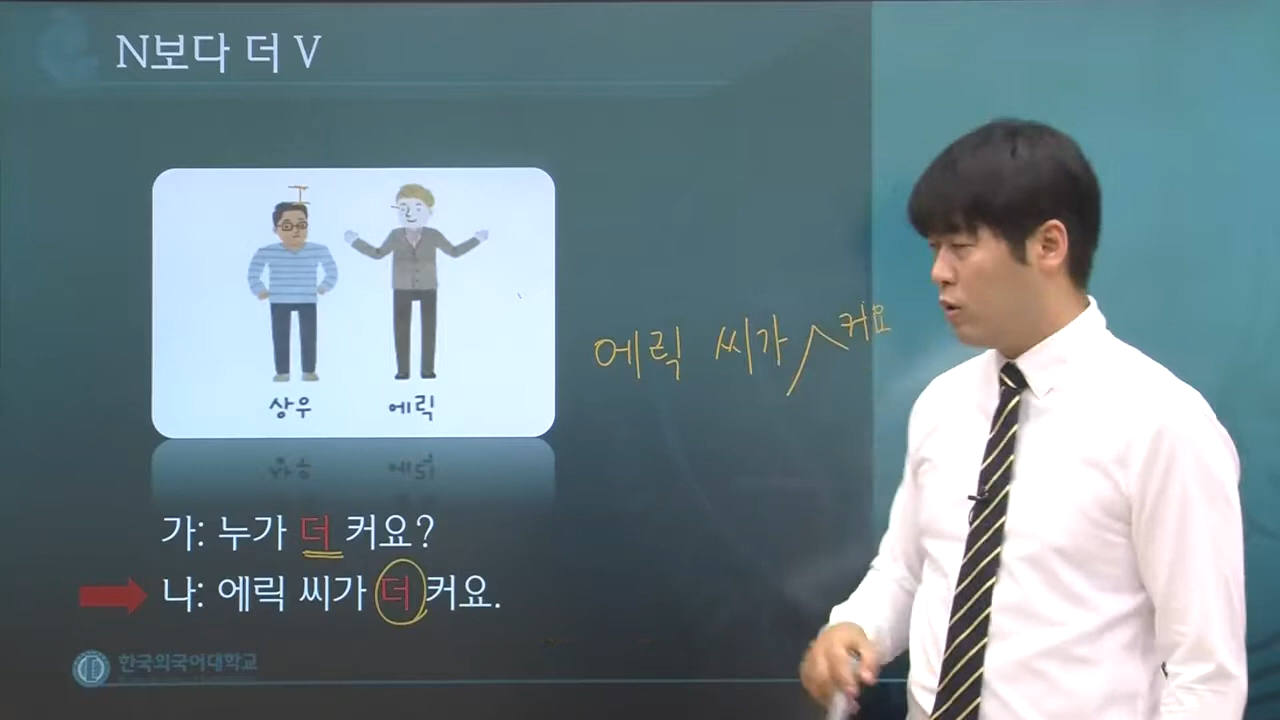 N보다 더 V
상우 에릭
에릭 씨가 커요
가: 누가 더 커요?
나: 에릭 씨가 더 커요.
한국외국어대학교